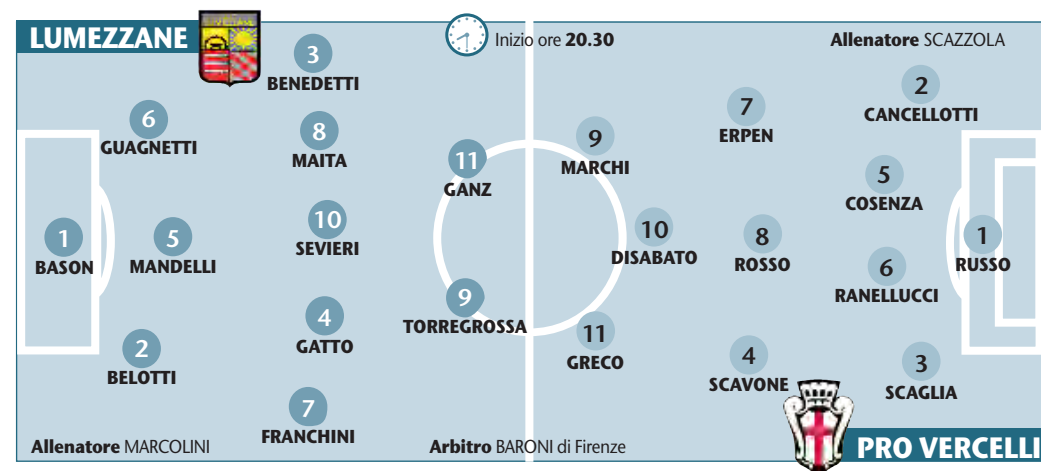 LUMEZZANE
Inizio ore 20.30
Allenatore SCAZZOLA
3
BENEDETTI
6
GUAGNETTI
8
MAITA
11
GANZ
1
BASON
5
MANDELLI
10
SEVIERI
9
TORREGROSSA
2
BELOTTI
4
GATTO
7
FRANCHINI
Allenatore MARCOLINI
9
MARCHI
7
ERPEN
2
CANCELLOTTI
5
COSENZA
10
DISABATO
8
ROSSO
1
RUSSO
6
RANELLUCCI
11
GRECO
4
SCAVONE
3
SCAGLIA
Arbitro BARONI di Firenze
PRO VERCELLI